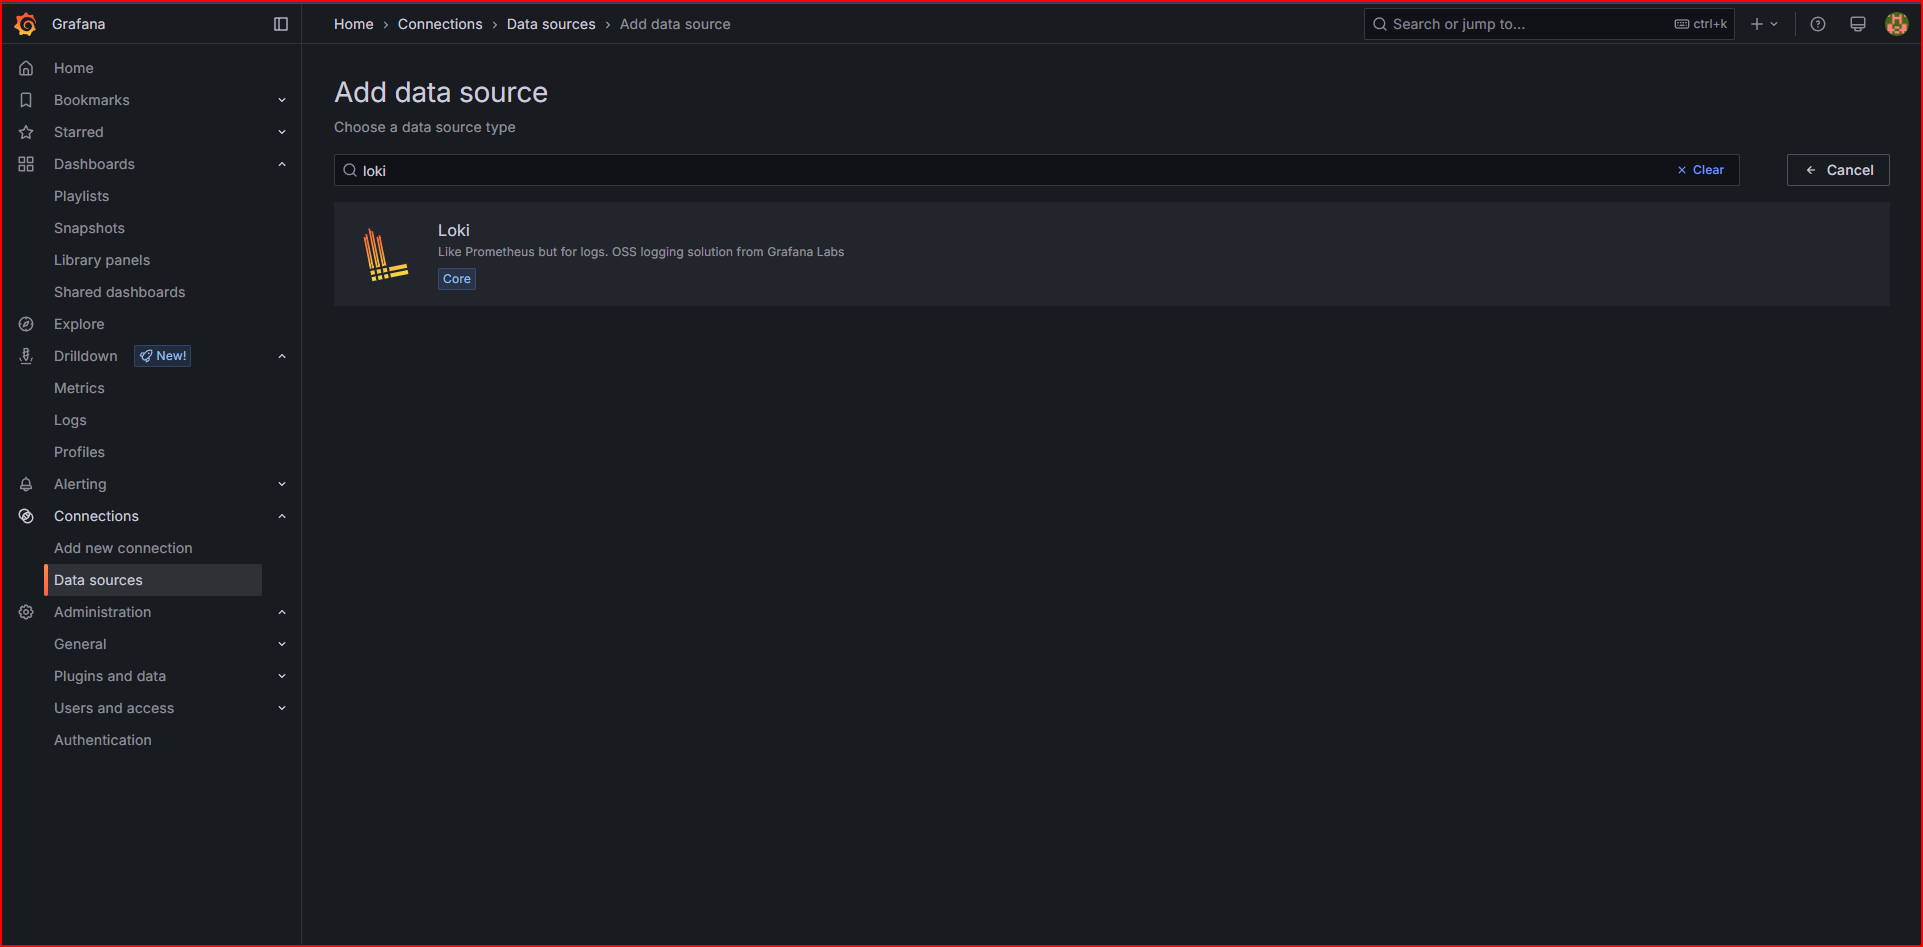 Grafana
Home › Connections › Data sources › Add data source
Search or jump to...
ctrl+k
Home
Bookmarks
Starred
Dashboards
Playlists
Snapshots
Library panels
Shared dashboards
Explore
Drilldown
New!
Metrics
Logs
Profiles
Alerting
Connections
Add new connection
Data sources
Administration
General
Plugins and data
Users and access
Authentication
Add data source
Choose a data source type
loki
Clear
Cancel
Loki
Like Prometheus but for logs. OSS logging solution from Grafana Labs
Core